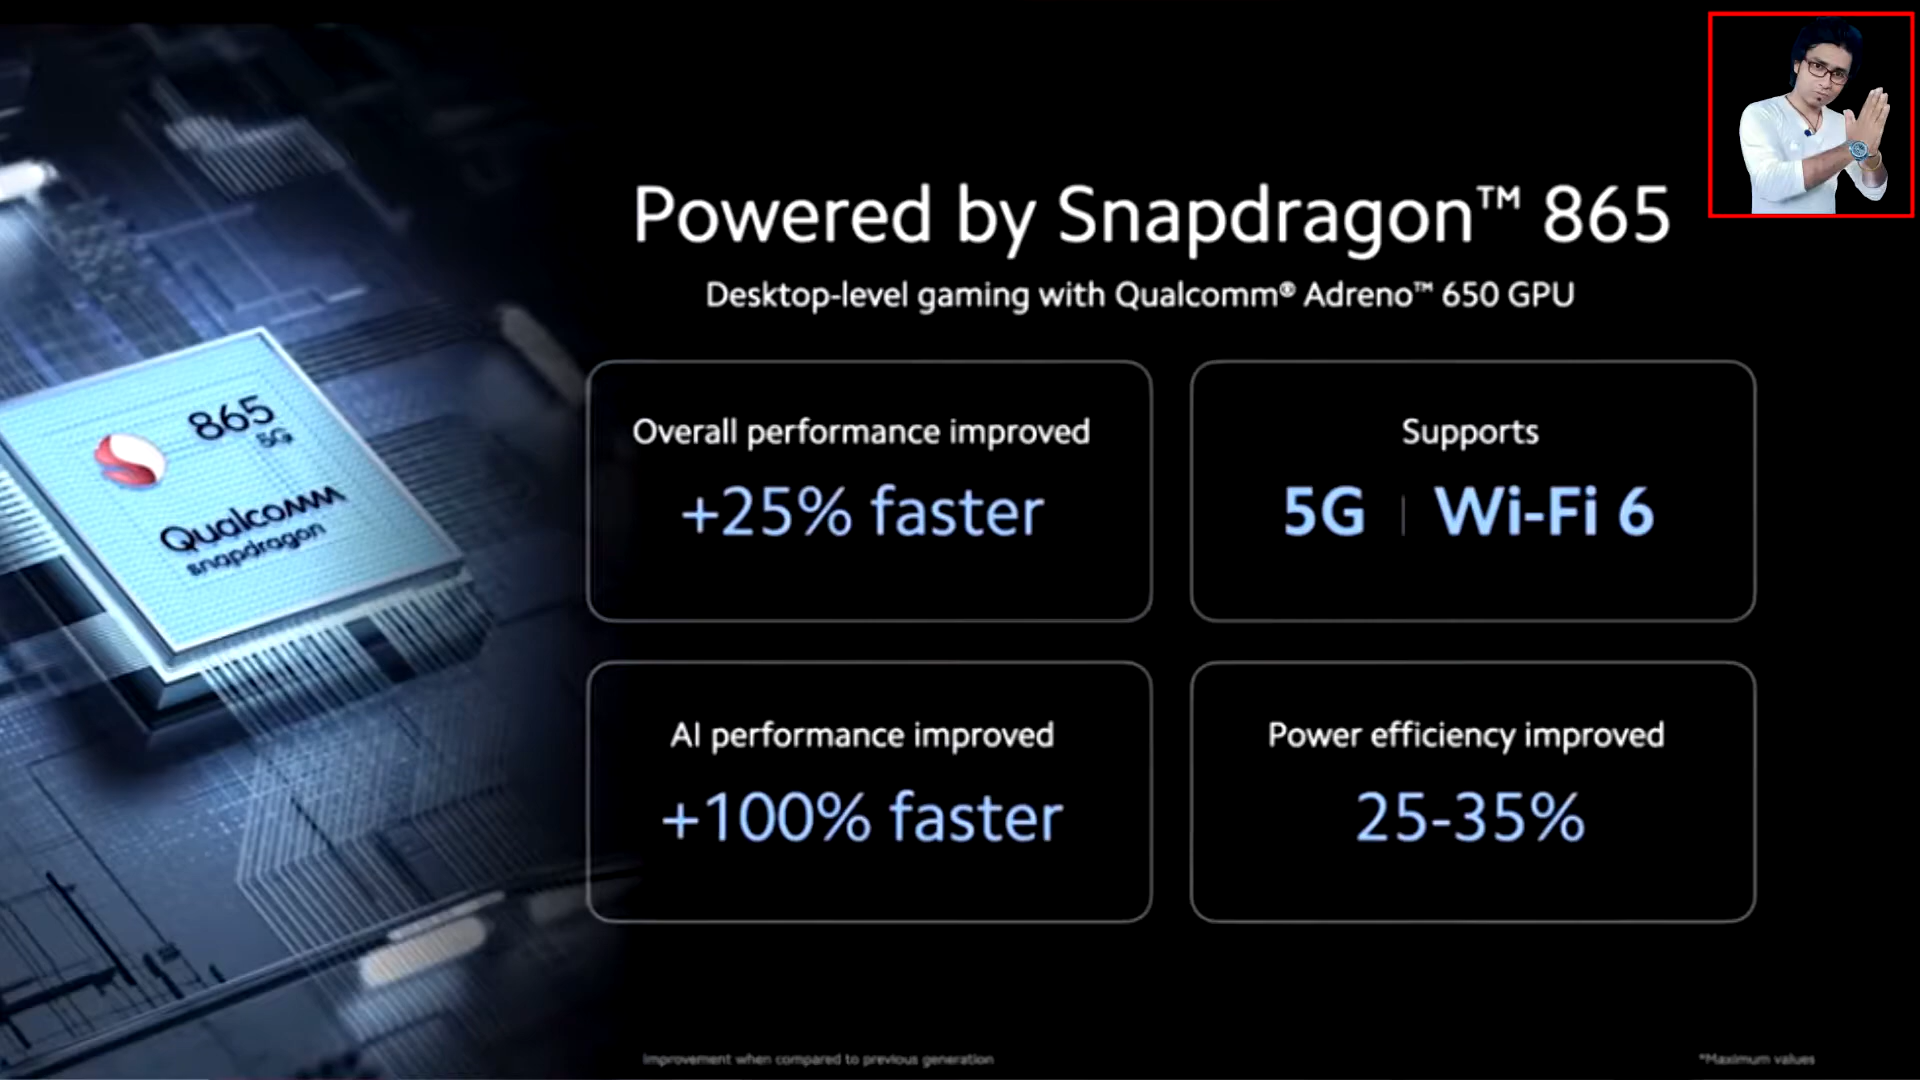 Powered by Snapdragon™ 865
Desktop-level gaming with Qualcomm® Adreno™ 650 GPU
865
5G
Qualcomm
snapdragon
Overall performance improved
+25% faster
Supports
5G | Wi-Fi 6
AI performance improved
+100% faster
Power efficiency improved
25-35%
Improvement when compared to previous generation
*Maximum values